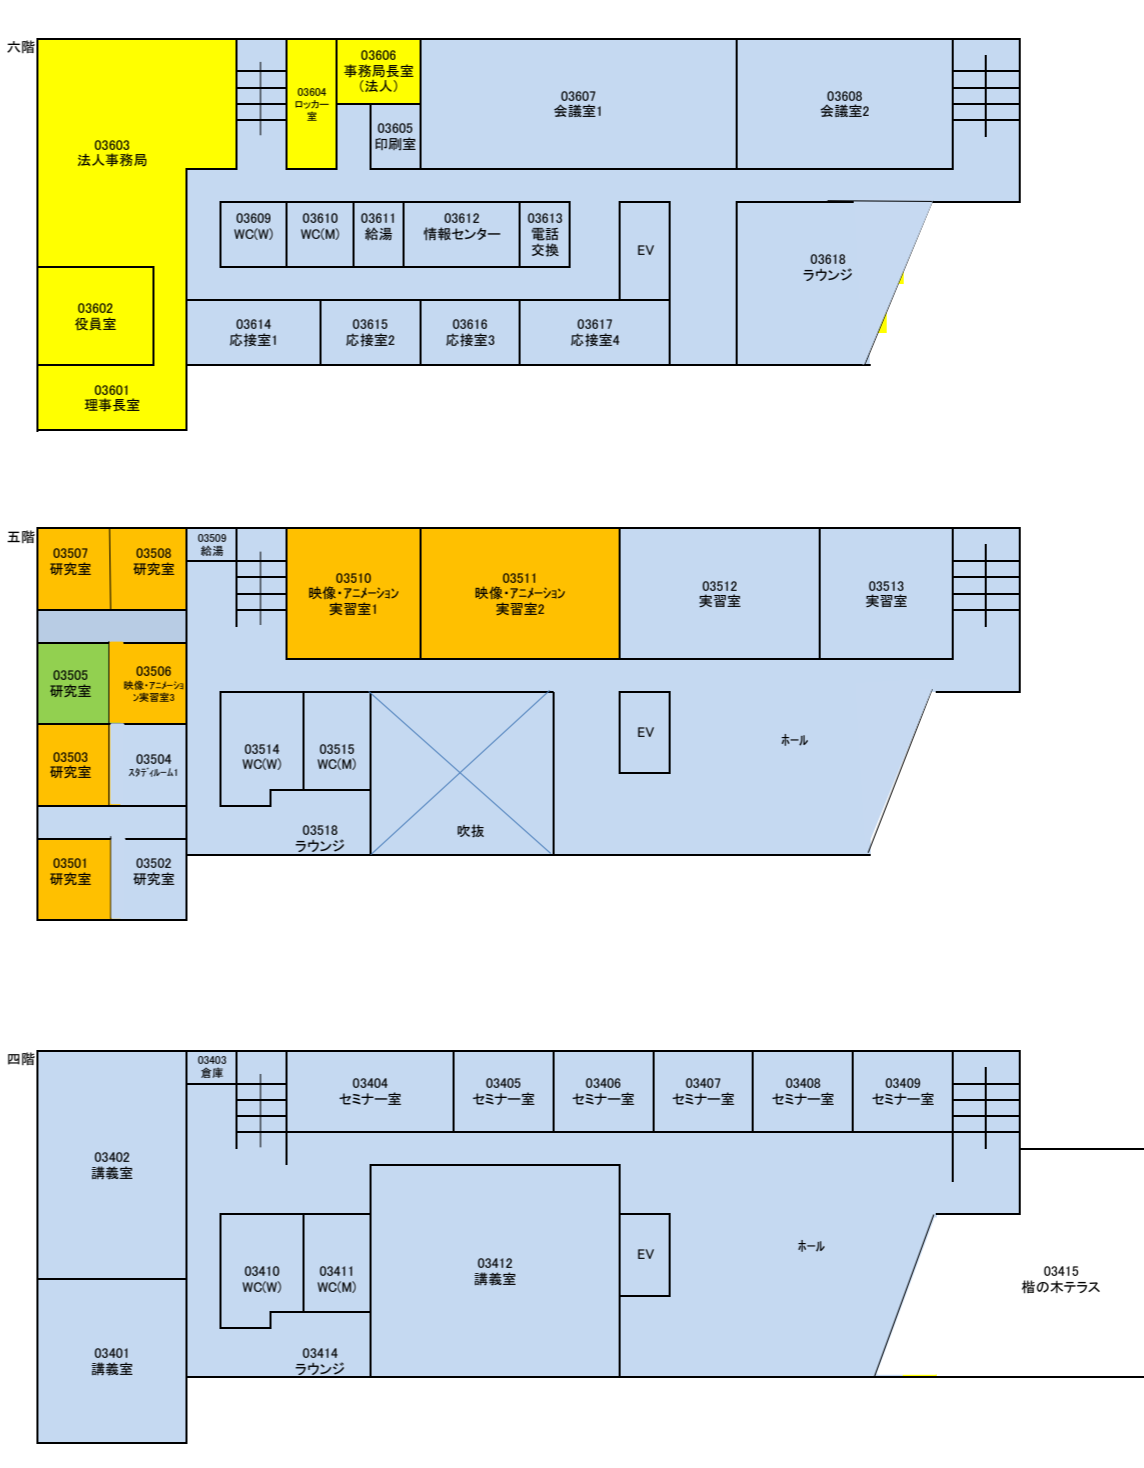 六階
03606
事務局長室
（法人）
03604
ロッカー
室
03607
会議室1
03608
会議室2
03605
印刷室
03603
法人事務局
03609
WC(W)
03610
WC(M)
03611
給湯
03612
情報センター
03613
電話
交換
EV
03618
ラウンジ
03602
役員室
03614
応接室1
03615
応接室2
03616
応接室3
03617
応接室4
03601
理事長室
五階
03507
研究室
03508
研究室
03509
給湯
03510
映像・アニメーション
実習室1
03511
映像・アニメーション
実習室2
03512
実習室
03513
実習室
03505
研究室
03506
映像・アニメーショ
ン実習室3
03503
研究室
03504
スタディルーム1
03514
WC(W)
03515
WC(M)
EV
ホール
03518
ラウンジ
吹抜
03501
研究室
03502
研究室
四階
03403
倉庫
03404
セミナー室
03405
セミナー室
03406
セミナー室
03407
セミナー室
03408
セミナー室
03409
セミナー室
03402
講義室
03410
WC(W)
03411
WC(M)
03412
講義室
EV
ホール
03415
楷の木テラス
03401
講義室
03414
ラウンジ